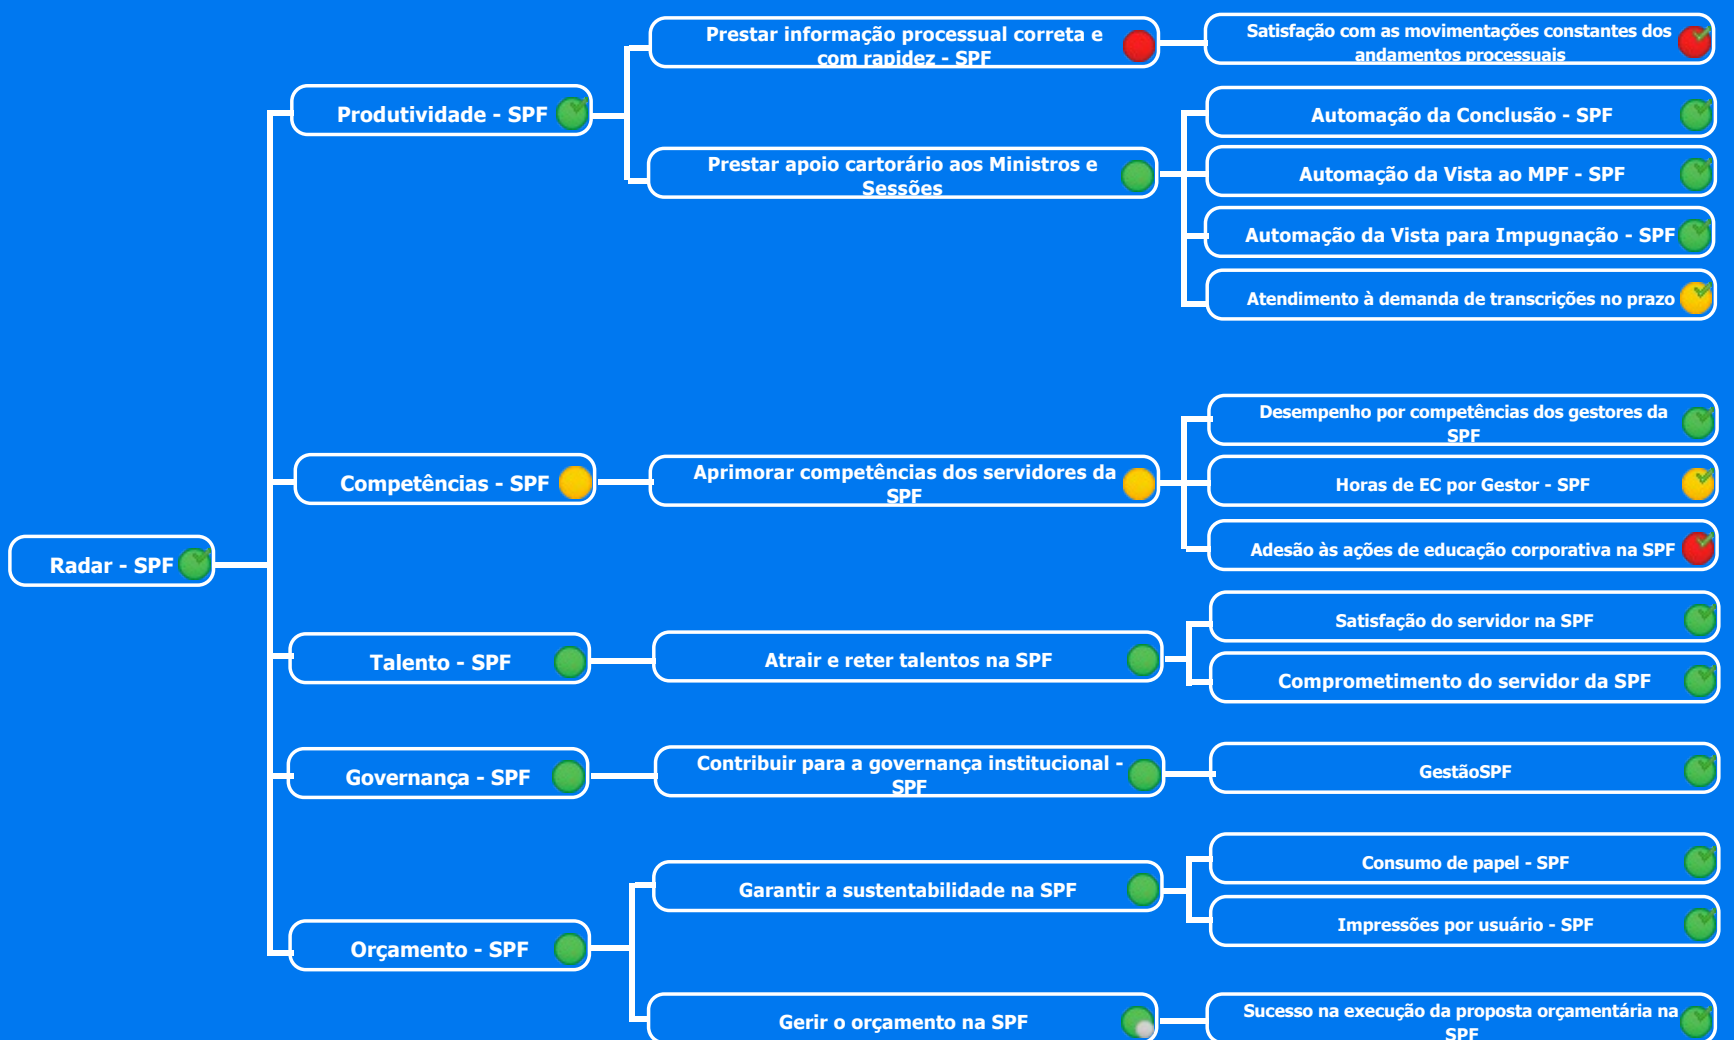 Prestar informação processual correta e
com rapidez - SPF
Satisfação com as movimentações constantes dos
andamentos processuais
Produtividade - SPF
Automação da Conclusão - SPF
Prestar apoio cartorário aos Ministros e
Sessões
Automação da Vista ao MPF - SPF
Automação da Vista para Impugnação - SPF
Atendimento à demanda de transcrições no prazo
Desempenho por competências dos gestores da
SPF
Competências - SPF
Aprimorar competências dos servidores da
SPF
Horas de EC por Gestor - SPF
Adesão às ações de educação corporativa na SPF
Radar - SPF
Satisfação do servidor na SPF
Talento - SPF
Atrair e reter talentos na SPF
Comprometimento do servidor da SPF
Governança - SPF
Contribuir para a governança institucional -
SPF
GestãoSPF
Consumo de papel - SPF
Garantir a sustentabilidade na SPF
Impressões por usuário - SPF
Orçamento - SPF
Gerir o orçamento na SPF
Sucesso na execução da proposta orçamentária na
SPF